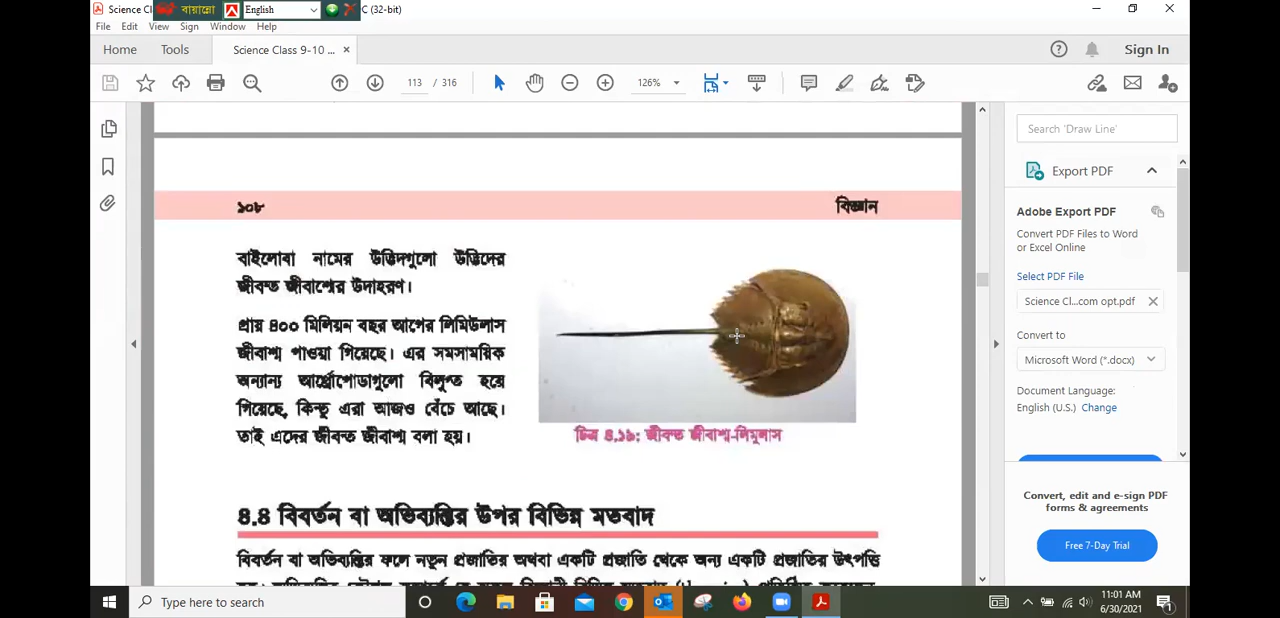 Science Cl
বায়ান্নো
English
C (32-bit)
File Edit View Sign Window Help
Home Tools Science Class 9-10 ... × Sign In
113 / 316 126%
Search 'Draw Line'
Export PDF
Adobe Export PDF
Convert PDF Files to Word
or Excel Online
Select PDF File
Science Cl...com opt.pdf
Convert to
Microsoft Word (*.docx)
Document Language:
English (U.S.) Change
Convert, edit and e-sign PDF
forms & agreements
Free 7-Day Trial
১০৮ বিজ্ঞান
বাইলোবা নামের উদ্ভিদগুলো উদ্ভিদের
জীবন্ত জীবাশ্মের উদাহরণ।
প্রায় ৪০০ মিলিয়ন বছর আগের লিমিউলাস
জীবাশ্ম পাওয়া গিয়েছে। এর সমসাময়িক
অন্যান্য আর্থ্রোপোডাগুলো বিলুপ্ত হয়ে
গিয়েছে, কিন্তু এরা আজও বেঁচে আছে।
তাই এদের জীবন্ত জীবাশ্ম বলা হয়।
চিত্র ৪.১৯: জীবন্ত জীবাশ্ম-লিমুলাস
৪.৪ বিবর্তন বা অভিব্যক্তির উপর বিভিন্ন মতবাদ
বিবর্তন বা অভিব্যক্তির ফলে নতুন প্রজাতির অথবা একটি প্রজাতি থেকে অন্য একটি প্রজাতির উৎপত্তি
Type here to search
11:01 AM
6/30/2021